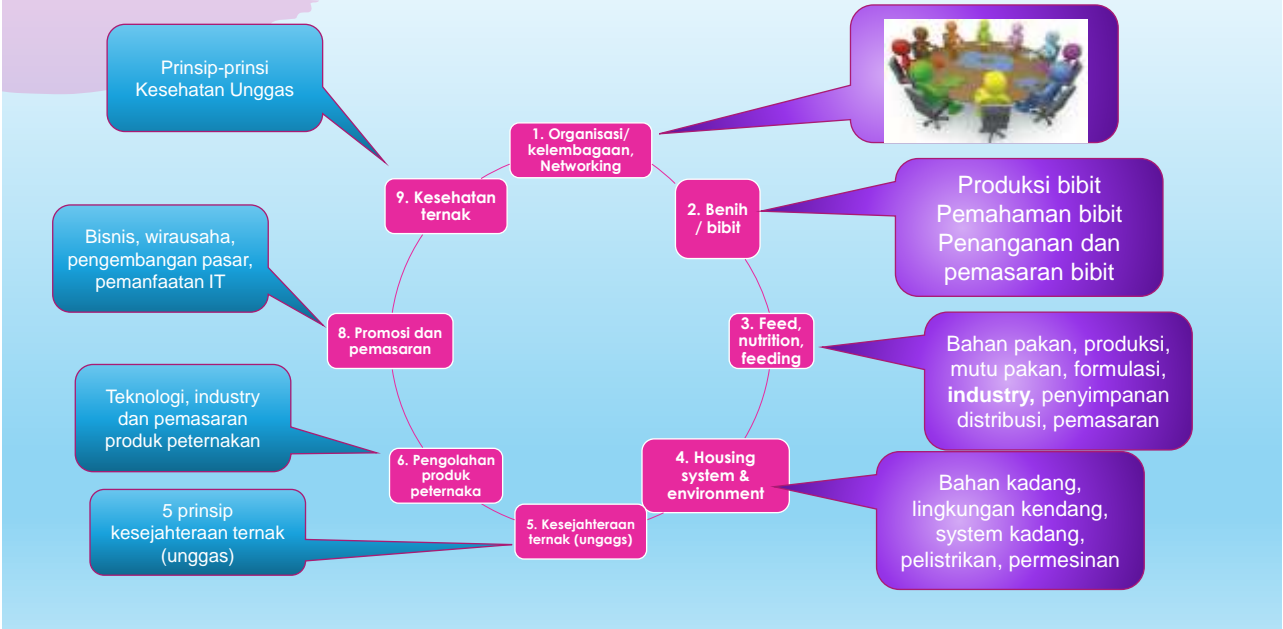 Prinsip-prinsi
Kesehatan Unggas
1. Organisasi/
kelembagaan,
Networking
9. Kesehatan
ternak
2. Benih
/ bibit
Produksi bibit
Pemahaman bibit
Penanganan dan
pemasaran bibit
Bisnis, wirausaha,
pengembangan pasar,
pemanfaatan IT
8. Promosi dan
pemasaran
3. Feed,
nutrition,
feeding
Bahan pakan, produksi,
mutu pakan, formulasi,
industry, penyimpanan
distribusi, pemasaran
Teknologi, industry
dan pemasaran
produk peternakan
6. Pengolahan
produk
peternaka
4. Housing
system &
environment
Bahan kadang,
lingkungan kendang,
system kadang,
pelistrikan, permesinan
5 prinsip
kesejahteraan ternak
(unggas)
5. Kesejahteraan
ternak (ungags)